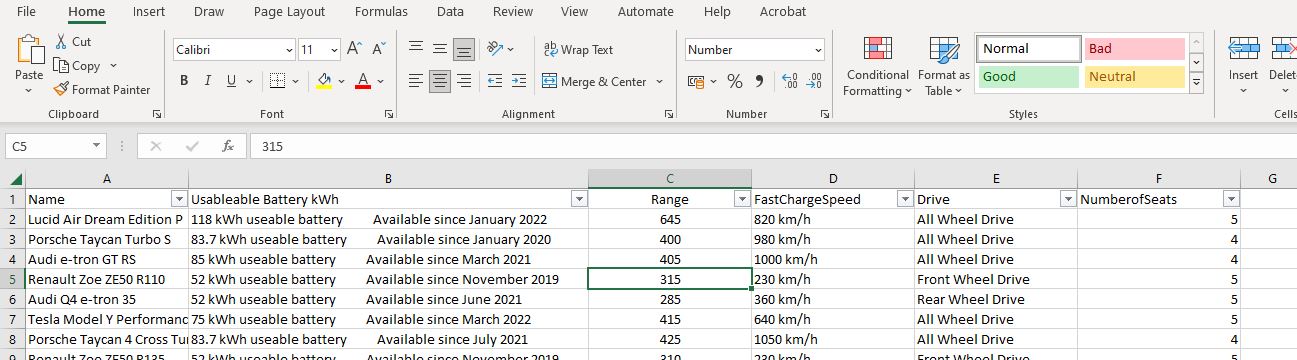 File Home Insert Draw Page Layout Formulas Data Review View Automate Help Acrobat
Paste Cut Copy Format Painter
Clipboard
Calibri 11 A A
B I U A
Font
ab Wrap Text
Merge & Center
Alignment
Number
$ % 9 .00 .0
Number
Conditional Formatting
Format as Table
Normal Bad
Good Neutral
Styles
Insert Delet
Cells
C5 fx 315
A B C D E F G
1 Name Usableable Battery kWh Range FastChargeSpeed Drive NumberofSeats
2 Lucid Air Dream Edition P 118 kWh useable battery Available since January 2022 645 820 km/h All Wheel Drive 5
3 Porsche Taycan Turbo S 83.7 kWh useable battery Available since January 2020 400 980 km/h All Wheel Drive 4
4 Audi e-tron GT RS 85 kWh useable battery Available since March 2021 405 1000 km/h All Wheel Drive 4
5 Renault Zoe ZE50 R110 52 kWh useable battery Available since November 2019 315 230 km/h Front Wheel Drive 5
6 Audi Q4 e-tron 35 52 kWh useable battery Available since June 2021 285 360 km/h Rear Wheel Drive 5
7 Tesla Model Y Performanc 75 kWh useable battery Available since March 2022 415 640 km/h All Wheel Drive 5
8 Porsche Taycan 4 Cross Tu 83.7 kWh useable battery Available since July 2021 425 1050 km/h All Wheel Drive 4
9 Renault Zoe ZE50 R135 52 kWh useable battery Available since November 2019 310 230 km/h Front Wheel Drive 5